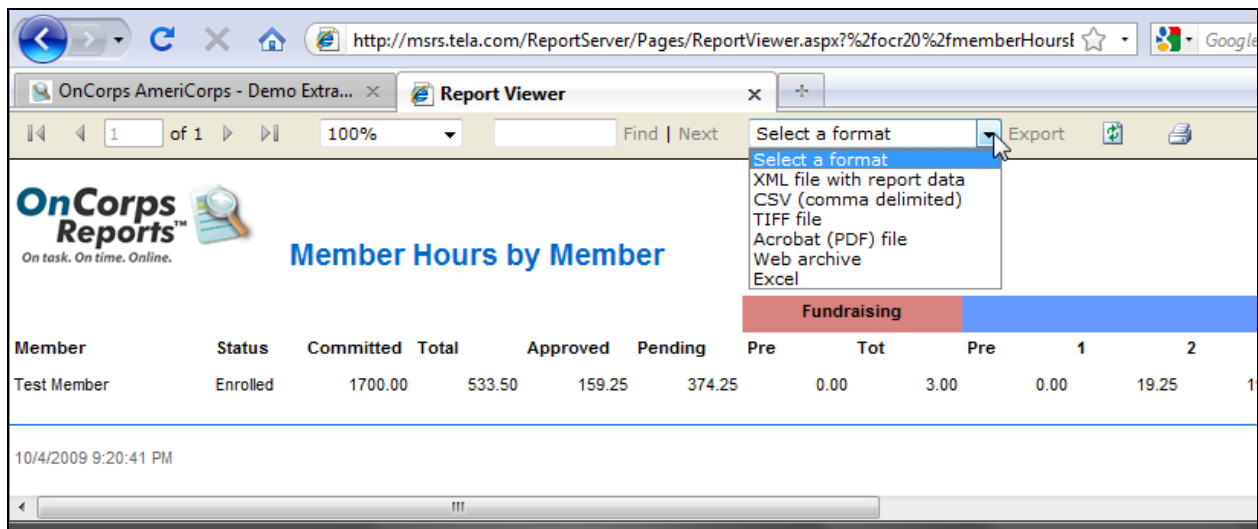 http://msrs.tela.com/ReportServer/Pages/ReportViewer.aspx?%2focr20%2fmemberHours
Google
OnCorps AmeriCorps - Demo Extra...
Report Viewer
1 of 1 100% Find | Next Select a format Export
Select a format
XML file with report data
CSV (comma delimited)
TIFF file
Acrobat (PDF) file
Web archive
Excel
OnCorps
Reports™
On task. On time. Online.
Member Hours by Member
Fundraising
Member Status Committed Total Approved Pending Pre Tot Pre 1 2
Test Member Enrolled 1700.00 533.50 159.25 374.25 0.00 3.00 0.00 19.25
10/4/2009 9:20:41 PM